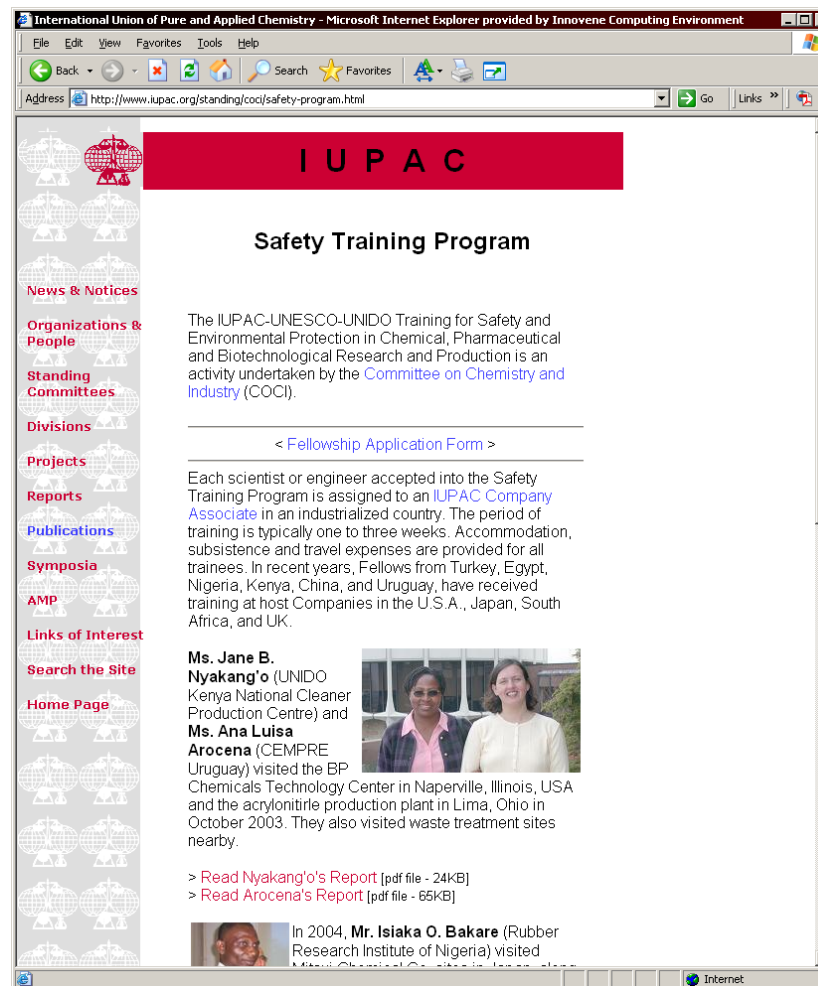 International Union of Pure and Applied Chemistry - Microsoft Internet Explorer provided by Innovene Computing Environment
File Edit View Favorites Tools Help
Back Search Favorites
Address http://www.iupac.org/standing/coci/safety-program.html Go Links »
I U P A C
Safety Training Program
News & Notices
Organizations &
People
Standing
Committees
Divisions
Projects
Reports
Publications
Symposia
AMP
Links of Interest
Search the Site
Home Page
The IUPAC-UNESCO-UNIDO Training for Safety and
Environmental Protection in Chemical, Pharmaceutical
and Biotechnological Research and Production is an
activity undertaken by the Committee on Chemistry and
Industry (COCI).
< Fellowship Application Form >
Each scientist or engineer accepted into the Safety
Training Program is assigned to an IUPAC Company
Associate in an industrialized country. The period of
training is typically one to three weeks. Accommodation,
subsistence and travel expenses are provided for all
trainees. In recent years, Fellows from Turkey, Egypt,
Nigeria, Kenya, China, and Uruguay, have received
training at host Companies in the U.S.A., Japan, South
Africa, and UK.
Ms. Jane B.
Nyakang'o (UNIDO
Kenya National Cleaner
Production Centre) and
Ms. Ana Luisa
Arocena (CEMPRE
Uruguay) visited the BP
Chemicals Technology Center in Naperville, Illinois, USA
and the acrylonitirle production plant in Lima, Ohio in
October 2003. They also visited waste treatment sites
nearby.
> Read Nyakang'o's Report [pdf file - 24KB]
> Read Arocena's Report [pdf file - 65KB]
In 2004, Mr. Isiaka O. Bakare (Rubber
Research Institute of Nigeria) visited
Internet